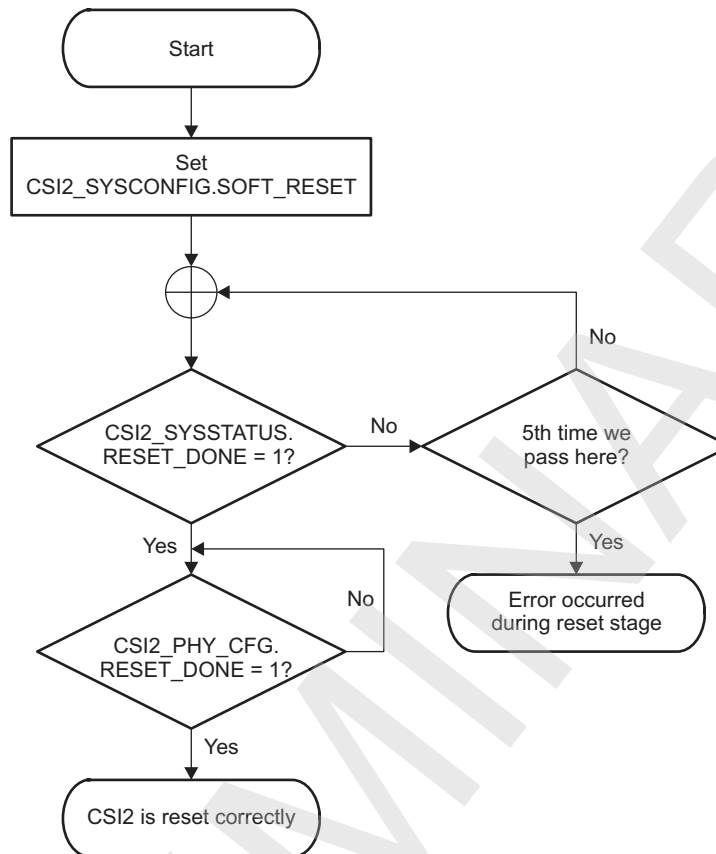 Start
Set
CSI2_SYSCONFIG.SOFT_RESET
No
CSI2_SYSSTATUS.
RESET_DONE = 1?
No
5th time we
pass here?
Yes
Yes
No
Error occurred
during reset stage
CSI2_PHY_CFG.
RESET_DONE = 1?
Yes
CSI2 is reset correctly